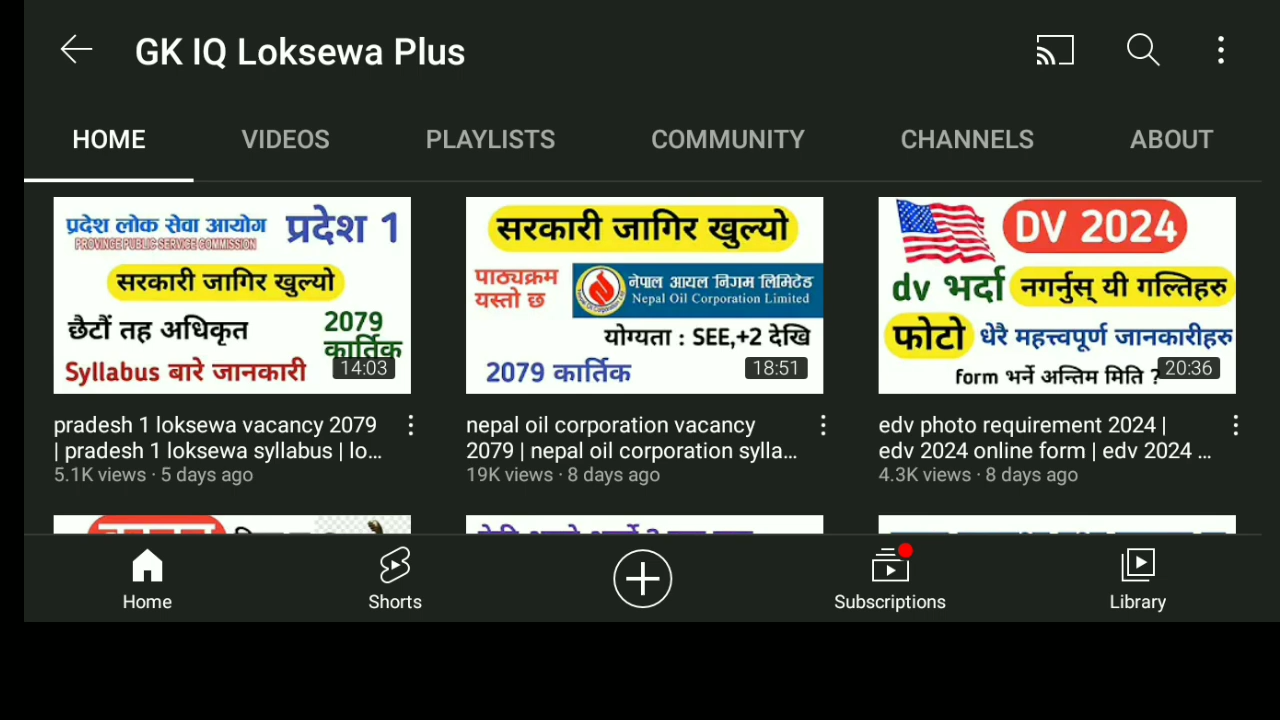 GK IQ Loksewa Plus
HOME VIDEOS PLAYLISTS COMMUNITY CHANNELS ABOUT
प्रदेश लोक सेवा आयोग प्रदेश 1
PROVINCE PUBLIC SERVICE COMMISSION
सरकारी जागिर खुल्यो
छैटौं तह अधिकृत
2079
कार्तिक
Syllabus बारे जानकारी
14:03
pradesh 1 loksewa vacancy 2079
| pradesh 1 loksewa syllabus | lo...
5.1K views · 5 days ago
सरकारी जागिर खुल्यो
पाठ्यक्रम
यस्तो छ
नेपाल आयल निगम लिमिटेड
Nepal Oil Corporation Limited
योग्यता : SEE,+2 देखि
2079 कार्तिक
18:51
nepal oil corporation vacancy
2079 | nepal oil corporation sylla...
19K views · 8 days ago
DV 2024
dv भर्दा नगर्नुस् यी गल्तिहरु
फोटो धेरै महत्त्वपूर्ण जानकारीहरु
form भर्ने अन्तिम मिति ?
20:36
edv photo requirement 2024 |
edv 2024 online form | edv 2024 ...
4.3K views · 8 days ago
Home Shorts Subscriptions Library